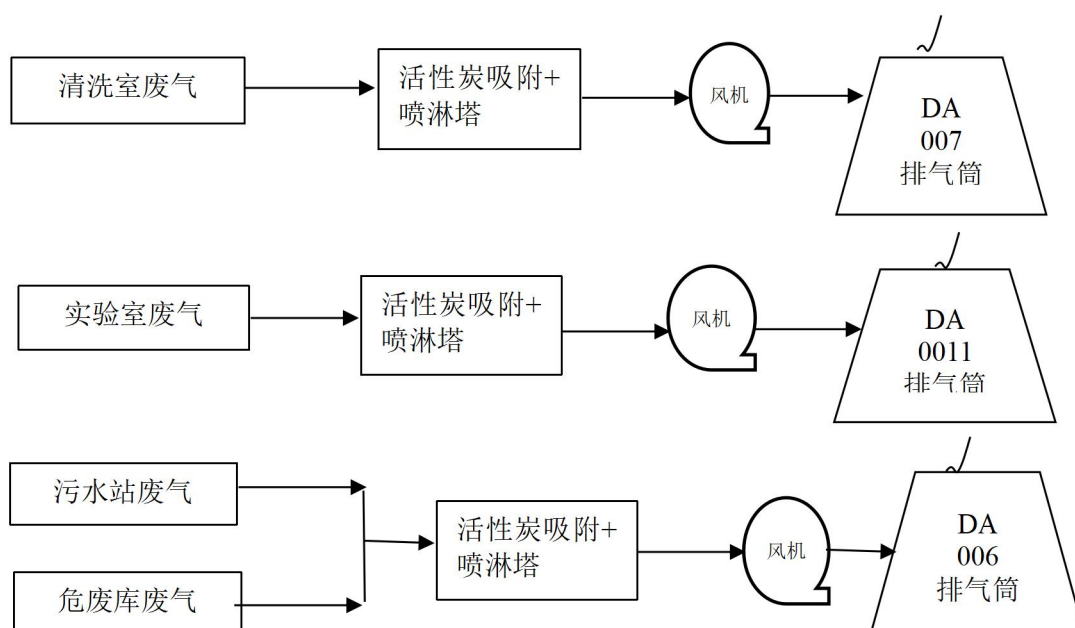 清洗室废气
活性炭吸附+
喷淋塔
风机
DA
007
排气筒
实验室废气
活性炭吸附+
喷淋塔
风机
DA
0011
排气筒
污水站废气
危废库废气
活性炭吸附+
喷淋塔
风机
DA
006
排气筒